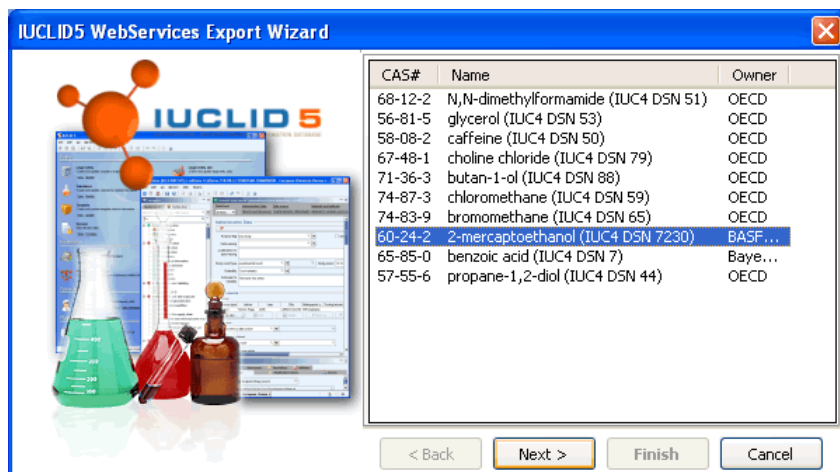 IUCLID5 WebServices Export Wizard
IUCLID 5
CAS# Name Owner
68-12-2 N,N-dimethylformamide (IUC4 DSN 51) OECD
56-81-5 glycerol (IUC4 DSN 53) OECD
58-08-2 caffeine (IUC4 DSN 50) OECD
67-48-1 choline chloride (IUC4 DSN 79) OECD
71-36-3 butan-1-ol (IUC4 DSN 88) OECD
74-87-3 chloromethane (IUC4 DSN 59) OECD
74-83-9 bromomethane (IUC4 DSN 65) OECD
60-24-2 2-mercaptoethanol (IUC4 DSN 7230) BASF...
65-85-0 benzoic acid (IUC4 DSN 7) Baye...
57-55-6 propane-1,2-diol (IUC4 DSN 44) OECD
< Back Next > Finish Cancel